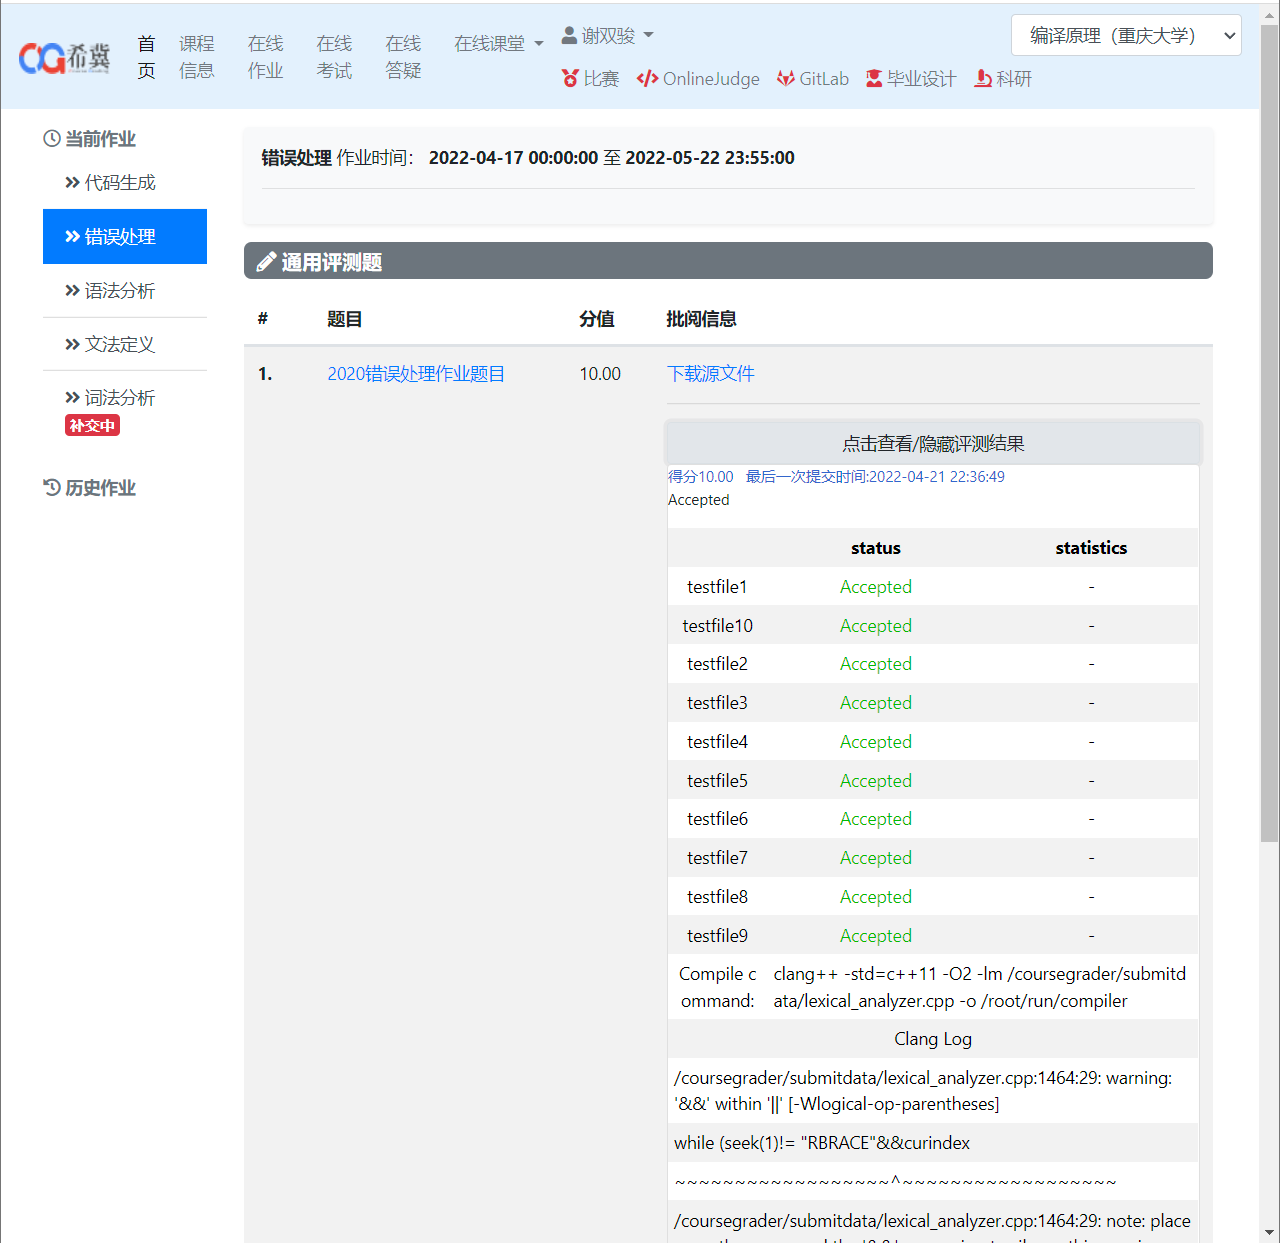 CG希冀
首页
课程信息
在线作业
在线考试
在线答疑
在线课堂
谢双骏
编译原理（重庆大学）
比赛 OnlineJudge GitLab 毕业设计 科研
当前作业
代码生成
错误处理
语法分析
文法定义
词法分析
补交中
历史作业
错误处理 作业时间： 2022-04-17 00:00:00 至 2022-05-22 23:55:00
通用评测题
# 题目 分值 批阅信息
1. 2020错误处理作业题目 10.00 下载源文件
点击查看/隐藏评测结果
得分10.00 最后一次提交时间:2022-04-21 22:36:49
Accepted
status statistics
testfile1 Accepted -
testfile10 Accepted -
testfile2 Accepted -
testfile3 Accepted -
testfile4 Accepted -
testfile5 Accepted -
testfile6 Accepted -
testfile7 Accepted -
testfile8 Accepted -
testfile9 Accepted -
Compile c
ommand:
clang++ -std=c++11 -O2 -lm /coursegrader/submitd
ata/lexical_analyzer.cpp -o /root/run/compiler
Clang Log
/coursegrader/submitdata/lexical_analyzer.cpp:1464:29: warning:
'&&' within '||' [-Wlogical-op-parentheses]
while (seek(1)!= "RBRACE"&&curindex
~~~~~~~~~~~~~~~~~~^~~~~~~~~~~~~~~~~~~
/coursegrader/submitdata/lexical_analyzer.cpp:1464:29: note: place